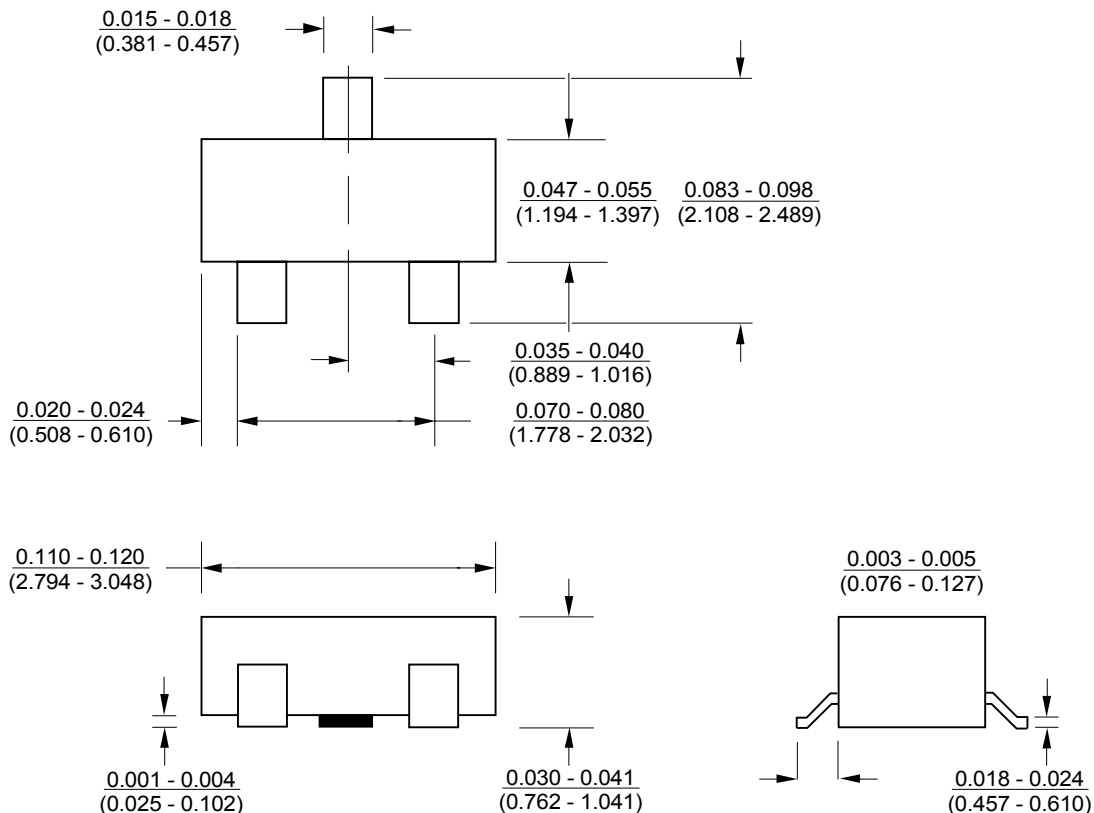 0.015 - 0.018
(0.381 - 0.457)
0.047 - 0.055
(1.194 - 1.397)
0.083 - 0.098
(2.108 - 2.489)
0.035 - 0.040
(0.889 - 1.016)
0.020 - 0.024
(0.508 - 0.610)
0.070 - 0.080
(1.778 - 2.032)
0.110 - 0.120
(2.794 - 3.048)
0.003 - 0.005
(0.076 - 0.127)
0.001 - 0.004
(0.025 - 0.102)
0.030 - 0.041
(0.762 - 1.041)
0.018 - 0.024
(0.457 - 0.610)